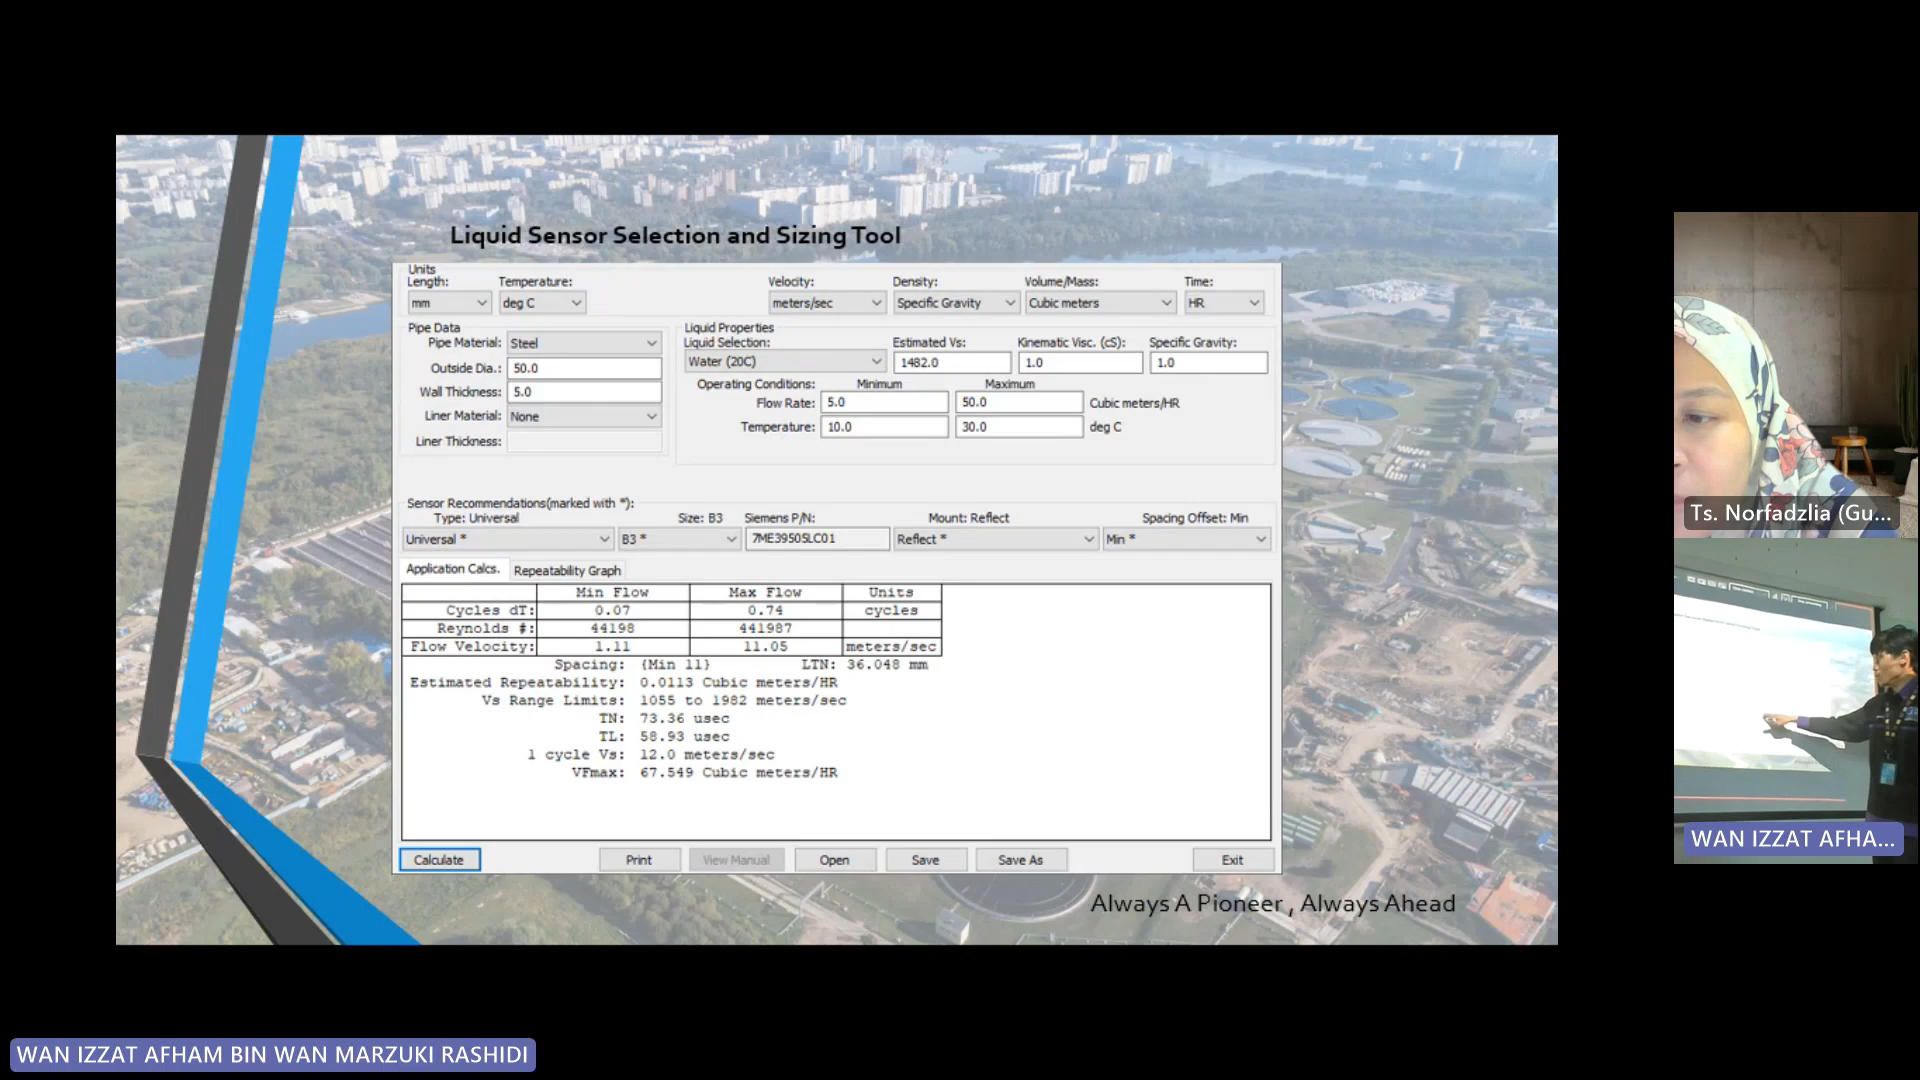 Liquid Sensor Selection and Sizing Tool
Units
Length: Temperature: Velocity: Density: Volume/Mass: Time:
mm deg C meters/sec Specific Gravity Cubic meters HR
Pipe Data
Pipe Material: Steel
Outside Dia.: 50.0
Wall Thickness: 5.0
Liner Material: None
Liner Thickness:
Liquid Properties
Liquid Selection: Estimated Vs: Kinematic Visc. (cS): Specific Gravity:
Water (20C) 1482.0 1.0 1.0
Operating Conditions: Minimum Maximum
Flow Rate: 5.0 50.0 Cubic meters/HR
Temperature: 10.0 30.0 deg C
Sensor Recommendations(marked with *):
Type: Universal Size: B3 Siemens P/N: Mount: Reflect Spacing Offset: Min
Universal * B3 * 7ME39505LC01 Reflect * Min *
Application Calcs. Repeatability Graph
Min Flow Max Flow Units
Cycles dT: 0.07 0.74 cycles
Reynolds #: 44198 441987
Flow Velocity: 1.11 11.05 meters/sec
Spacing: {Min 11} LTN: 36.048 mm
Estimated Repeatability: 0.0113 Cubic meters/HR
Vs Range Limits: 1055 to 1982 meters/sec
TN: 73.36 usec
TL: 58.93 usec
1 cycle Vs: 12.0 meters/sec
VFmax: 67.549 Cubic meters/HR
Calculate Print View Manual Open Save Save As Exit
Always A Pioneer , Always Ahead
Ts. Norfadzlia (Gu...
WAN IZZAT AFHA...
WAN IZZAT AFHAM BIN WAN MARZUKI RASHIDI